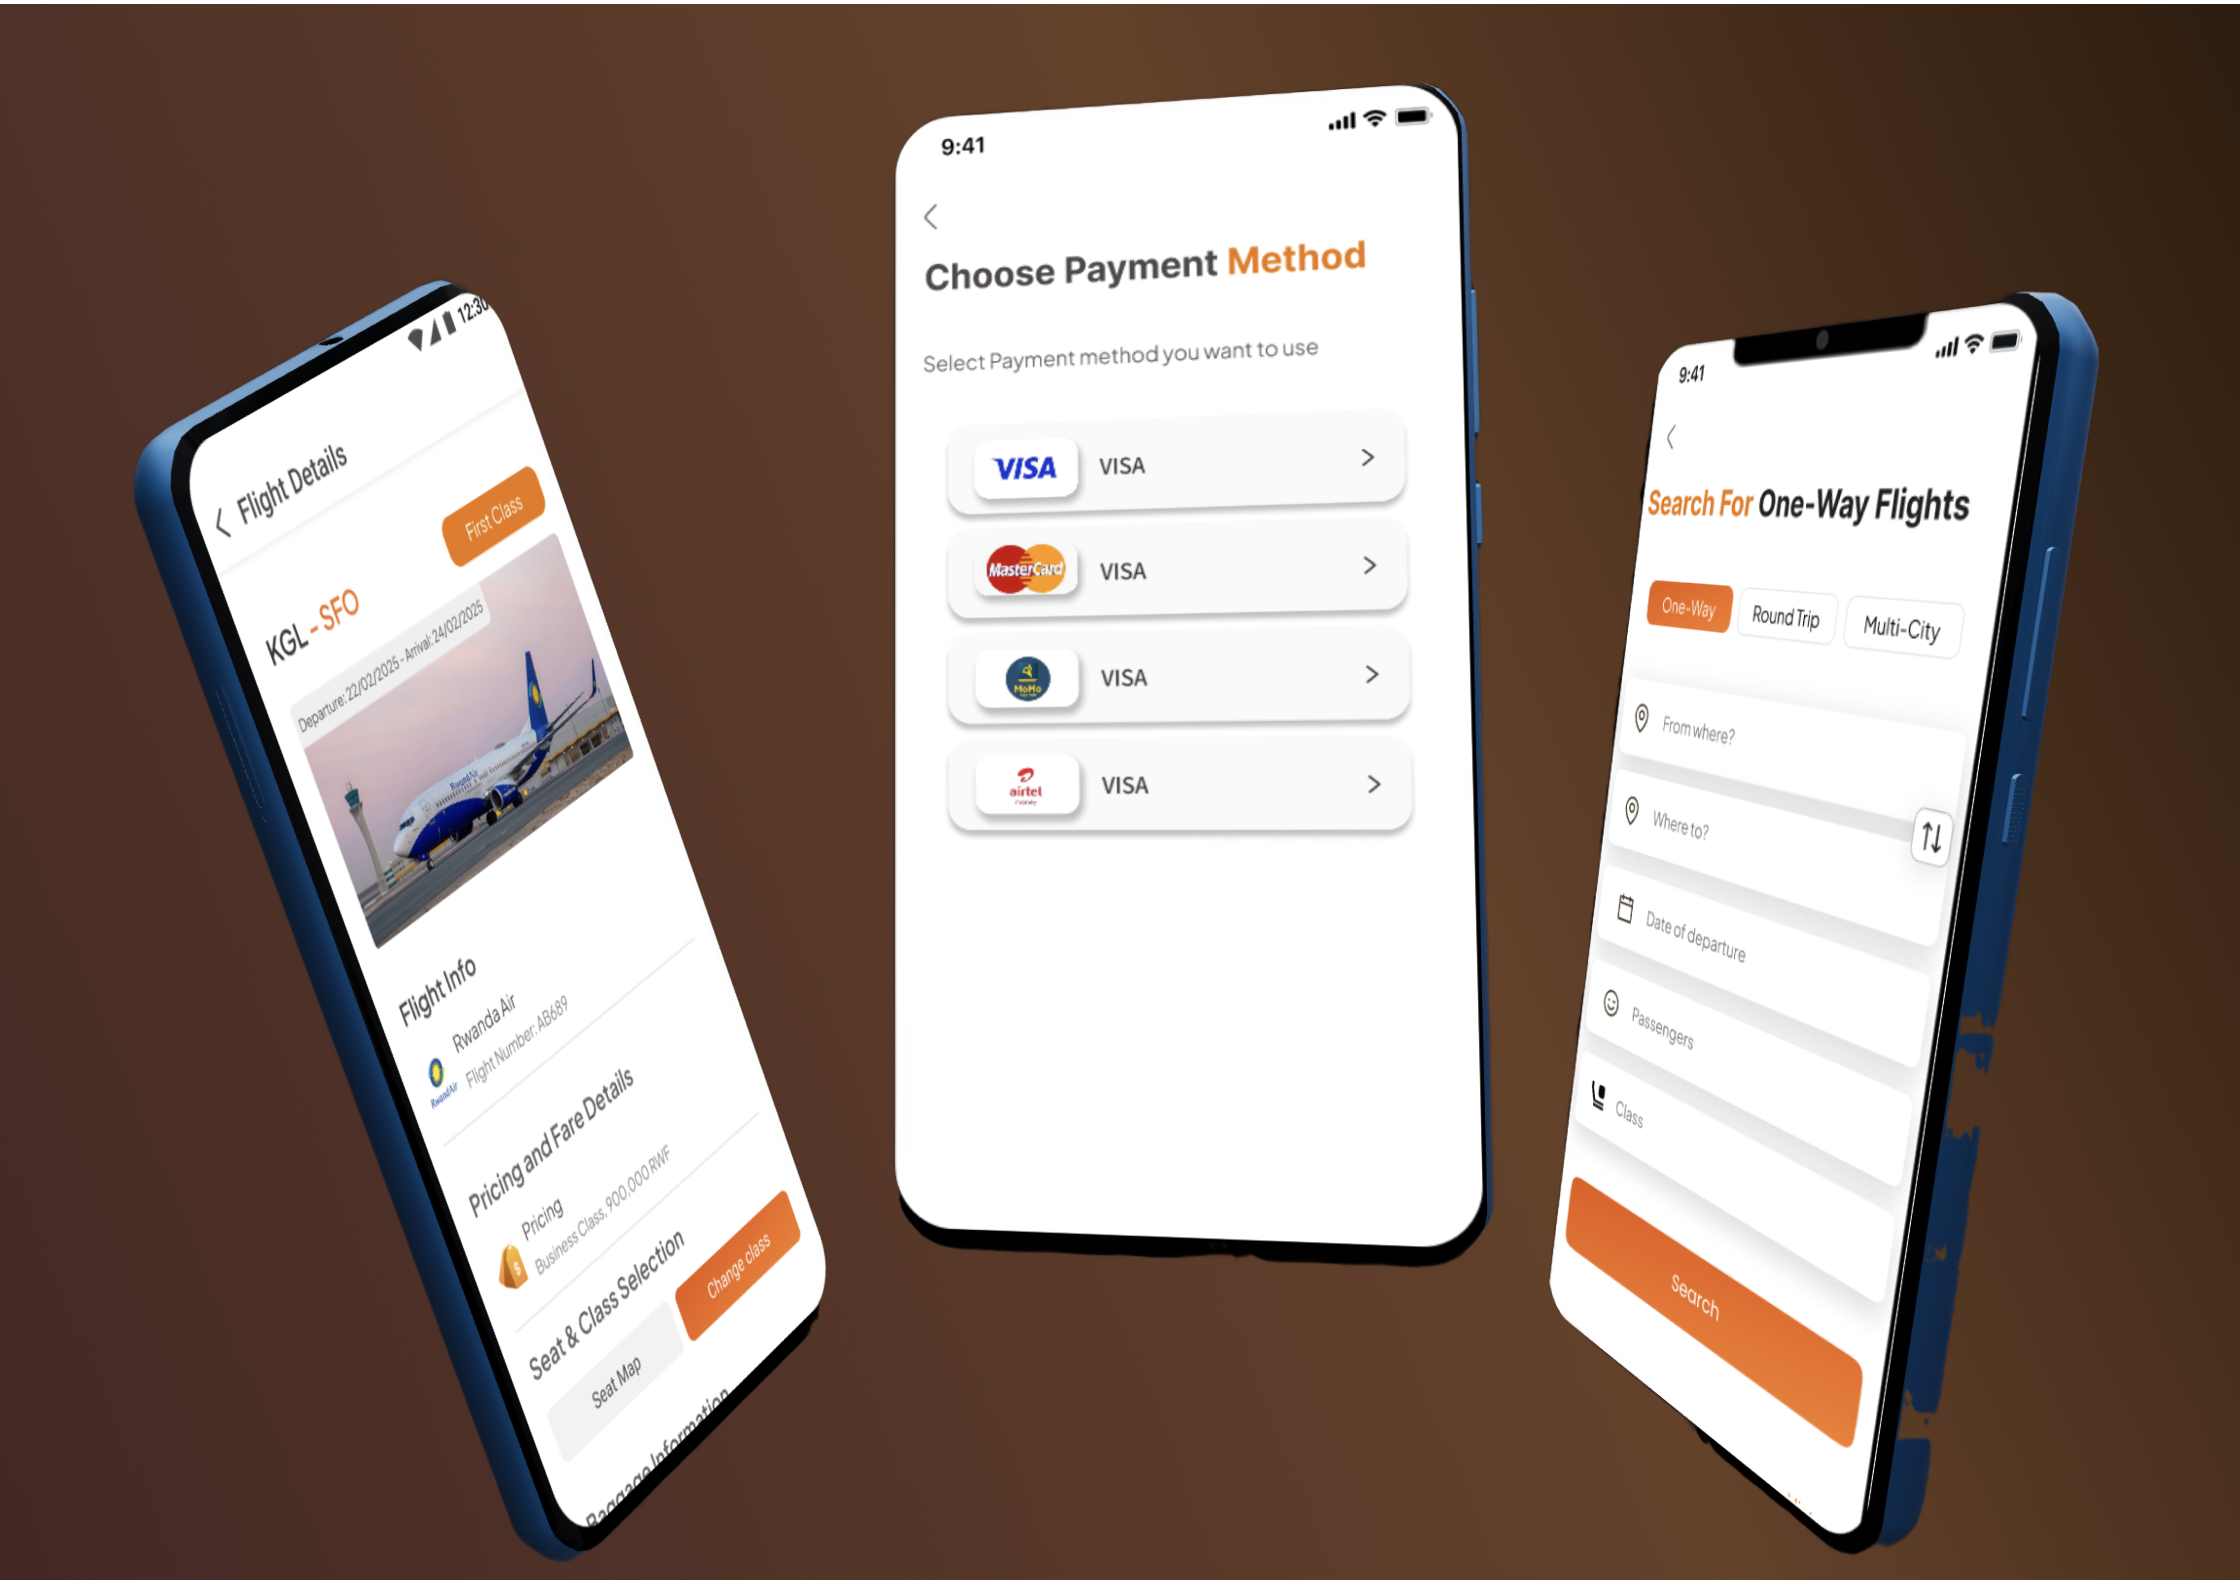 12:30
Flight Details
First Class
KGL - SFO
Departure: 22/02/2025 - Arrival: 24/02/2025
RwandAir
Flight Info
Rwanda Air
Flight Number: AB689
RwandAir
Pricing and Fare Details
Pricing
Business Class, 900,000 RWF
$
Seat & Class Selection
Seat Map
Change class
Baggage Information
9:41
Choose Payment Method
Select Payment method you want to use
VISA VISA
MasterCard VISA
MoMo VISA
airtel VISA
9:41
Search For One-Way Flights
One-Way Round Trip Multi-City
From where?
Where to?
Date of departure
Passengers
Class
Search